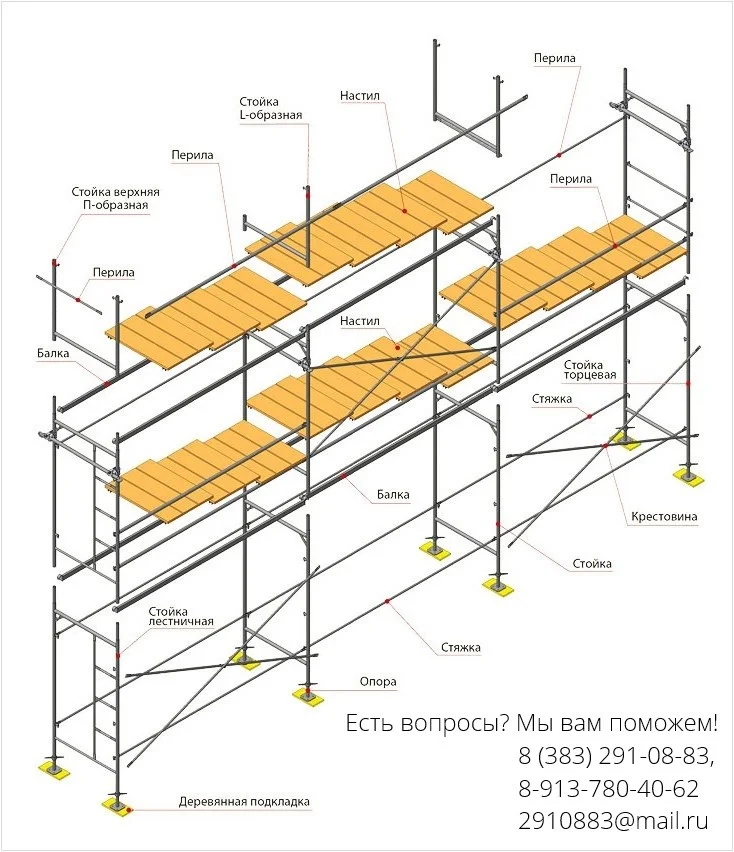 Перила
Настил
Стойка
L-образная
Перила
Перила
Стойка верхняя
П-образная
Перила
Перила
Настил
Балка
Стойка
торцевая
Стяжка
Балка
Крестовина
Стойка
Стойка
лестничная
Стяжка
Опора
Есть вопросы? Мы вам поможем!
8 (383) 291-08-83,
8-913-780-40-62
2910883@mail.ru
Деревянная подкладка